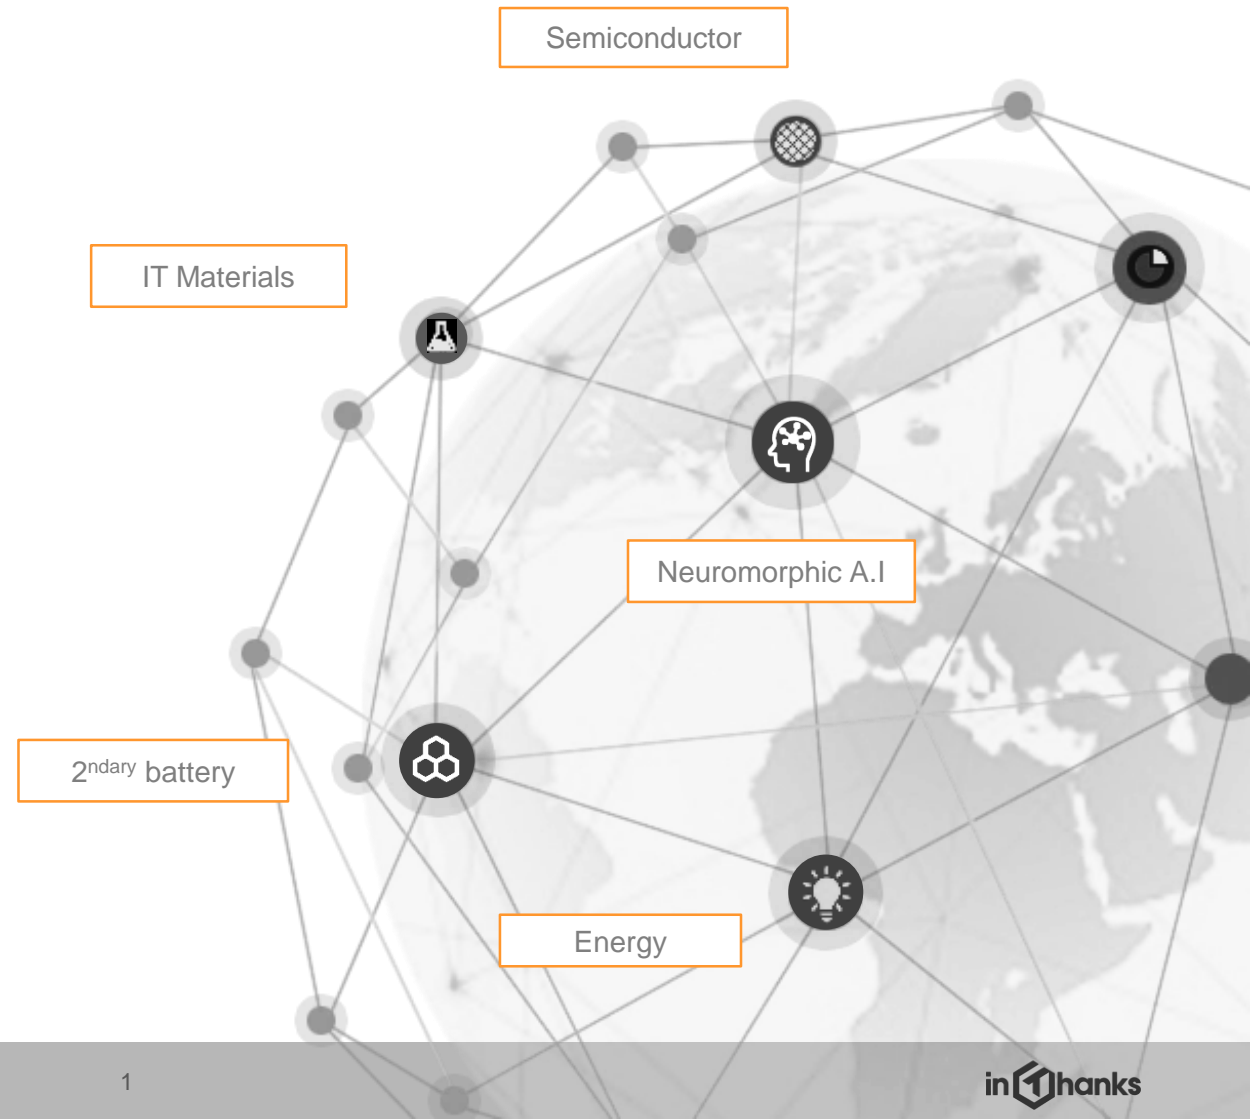 Semiconductor
IT Materials
Neuromorphic A.I
2ndary battery
Energy
1
inThanks